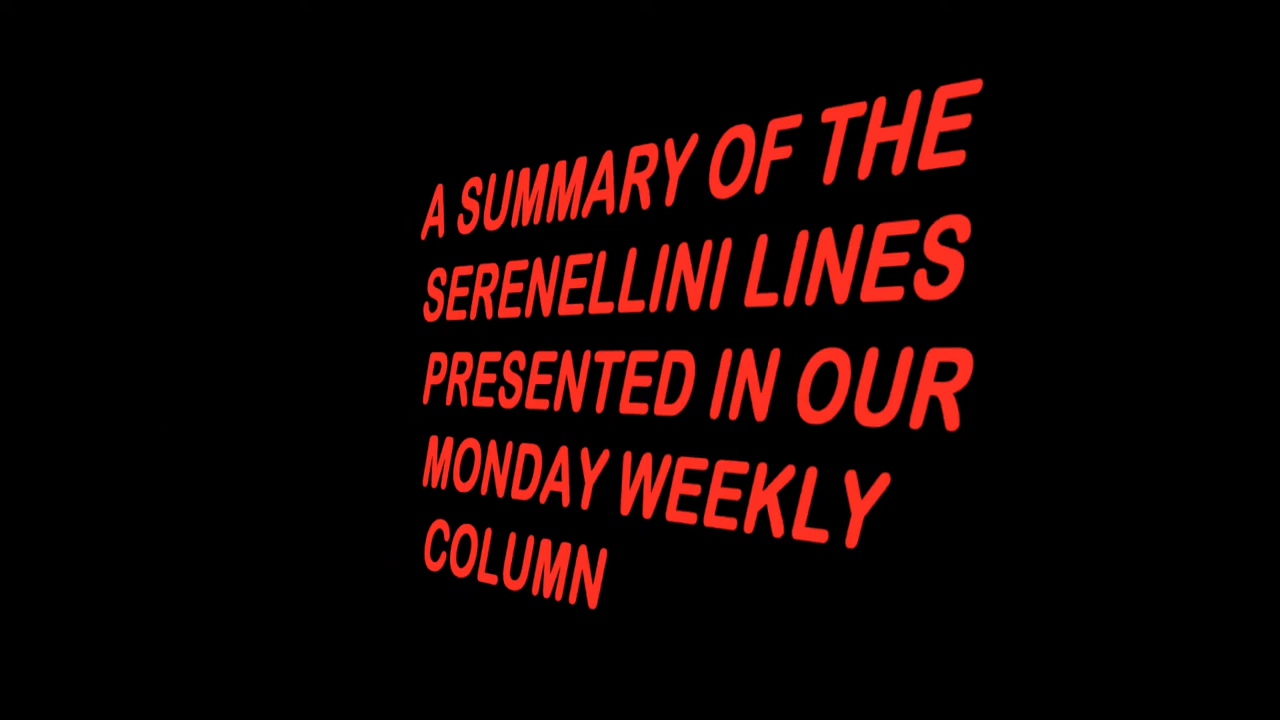 A SUMMARY OF THE
SERENELLINI LINES
PRESENTED IN OUR
MONDAY WEEKLY
COLUMN